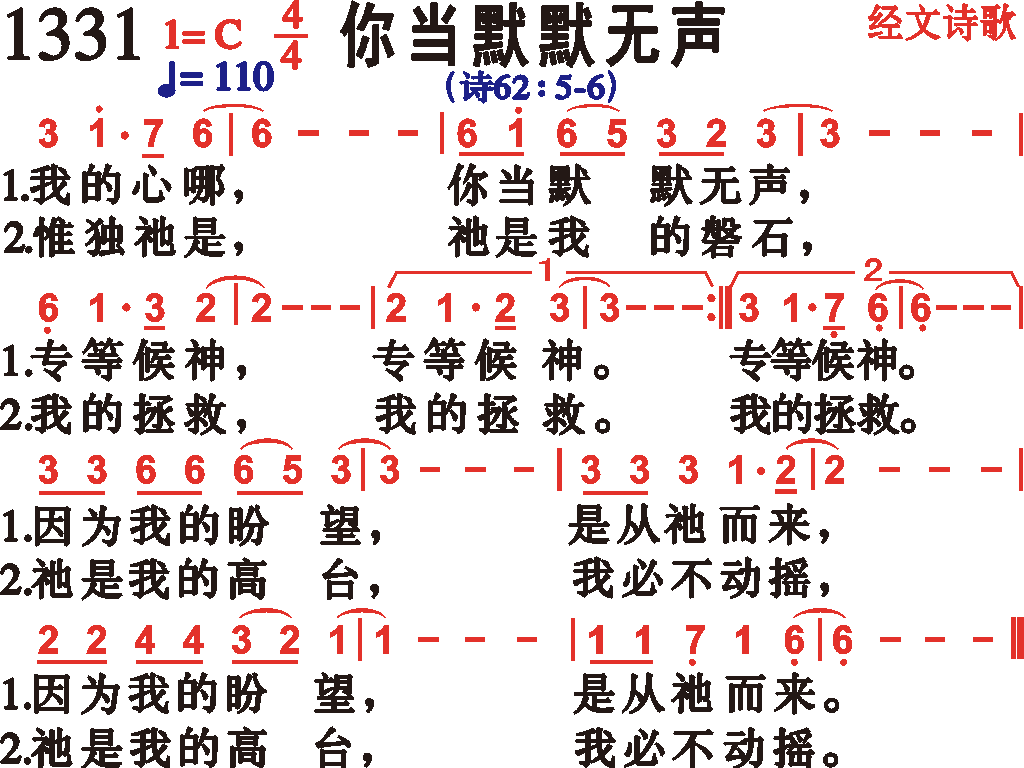 1331 1=C 4/4 你当默默无声 经文诗歌
♩=110 (诗62:5-6)
3 i·7 6|6 - - - |6 i 6 5 3 2 3|3 - - - |
1.我的心哪， 你当默 默无声，
2.惟独祂是， 祂是我 的磐石，
1 2
6̣ 1·3 2|2---|2 1·2 3|3---:‖3 1·7̣ 6̣|6̣---|
1.专等候神， 专等候 神。 专等候神。
2.我的拯救， 我的拯 救。 我的拯救。
3 3 6 6 6 5 3|3 - - - |3 3 3 1·2|2 - - -|
1.因为我的盼 望， 是从祂而来，
2.祂是我的高 台， 我必不动摇，
2 2 4 4 3 2 1|1 - - - |1 1 7̣ 1 6̣|6̣ - - - ‖
1.因为我的盼 望， 是从祂而来。
2.祂是我的高 台， 我必不动摇。